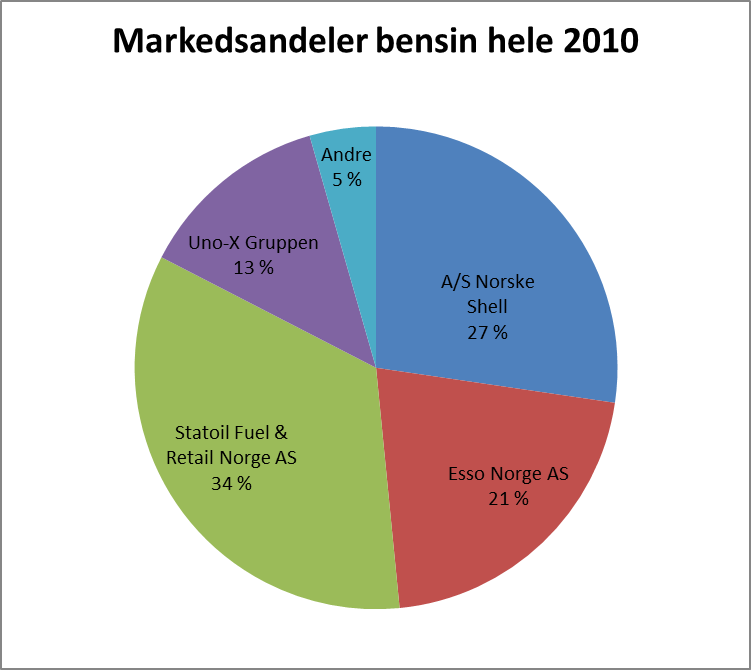 Markedsandeler bensin hele 2010
Andre
5 %
A/S Norske
Shell
27 %
Esso Norge AS
21 %
Statoil Fuel &
Retail Norge AS
34 %
Uno-X Gruppen
13 %